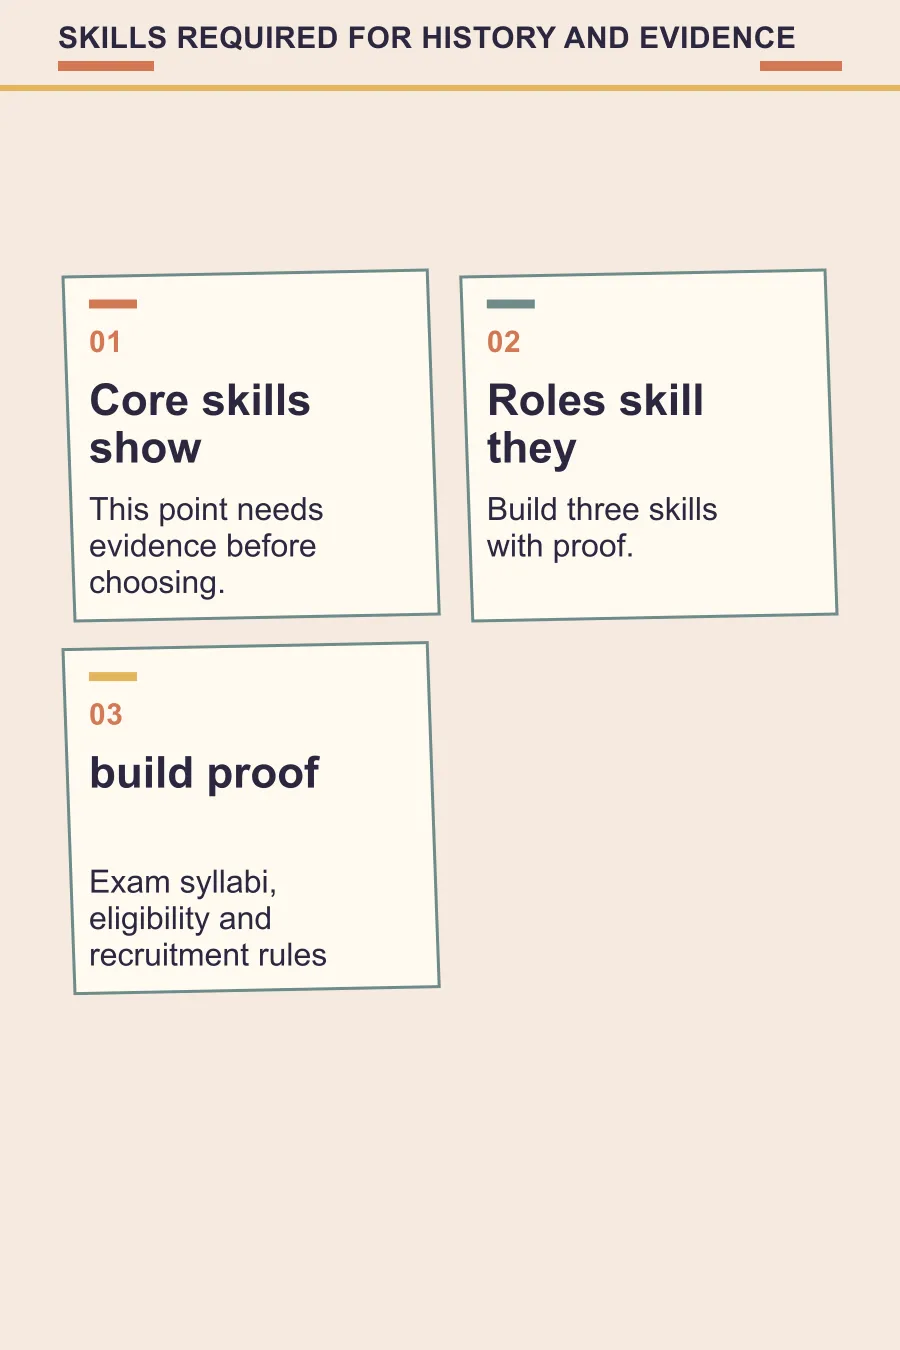 SKILLS REQUIRED FOR HISTORY AND EVIDENCE
01
Core skills
show
This point needs
evidence before
choosing.
02
Roles skill
they
Build three skills
with proof.
03
build proof
Exam syllabi,
eligibility and
recruitment rules